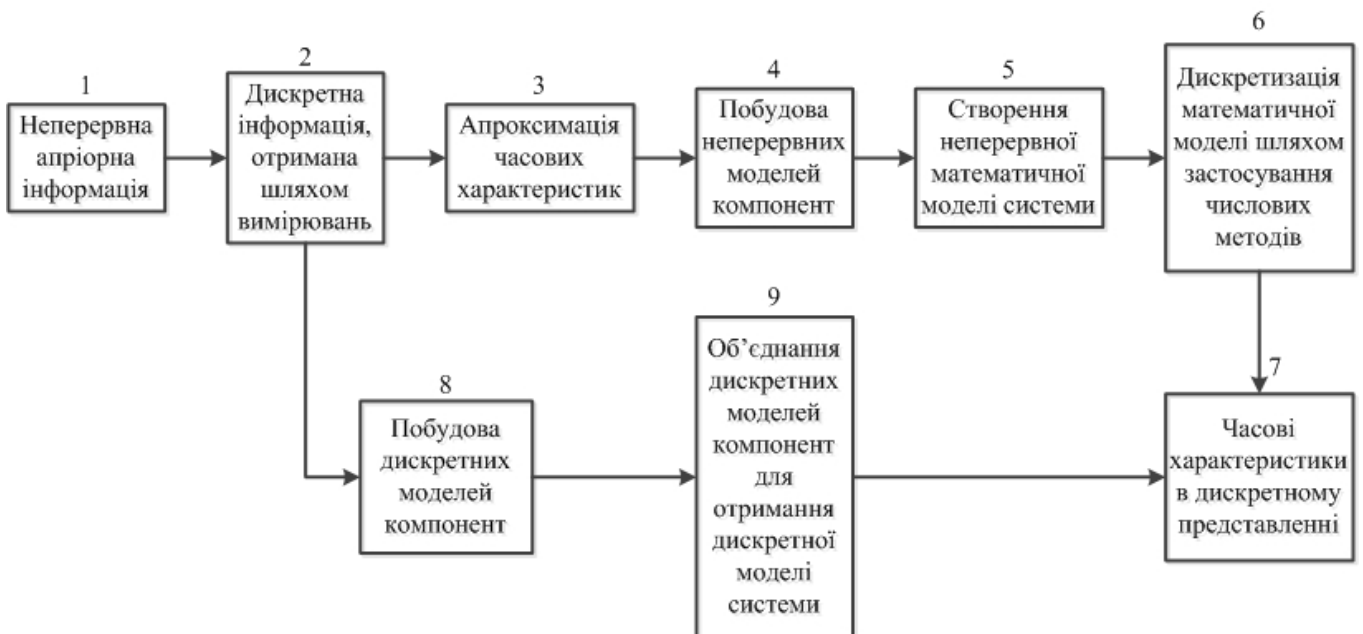 1
Неперервна
апріорна
інформація
2
Дискретна
інформація,
отримана
шляхом
вимірювань
3
Апроксимація
часових
характеристик
4
Побудова
неперервних
моделей
компонент
5
Створення
неперервної
математичної
моделі системи
6
Дискретизація
математичної
моделі шляхом
застосування
числових
методів
7
Часові
характеристики
в дискретному
представленні
8
Побудова
дискретних
моделей
компонент
9
Об’єднання
дискретних
моделей
компонент
для
отримання
дискретної
моделі
системи